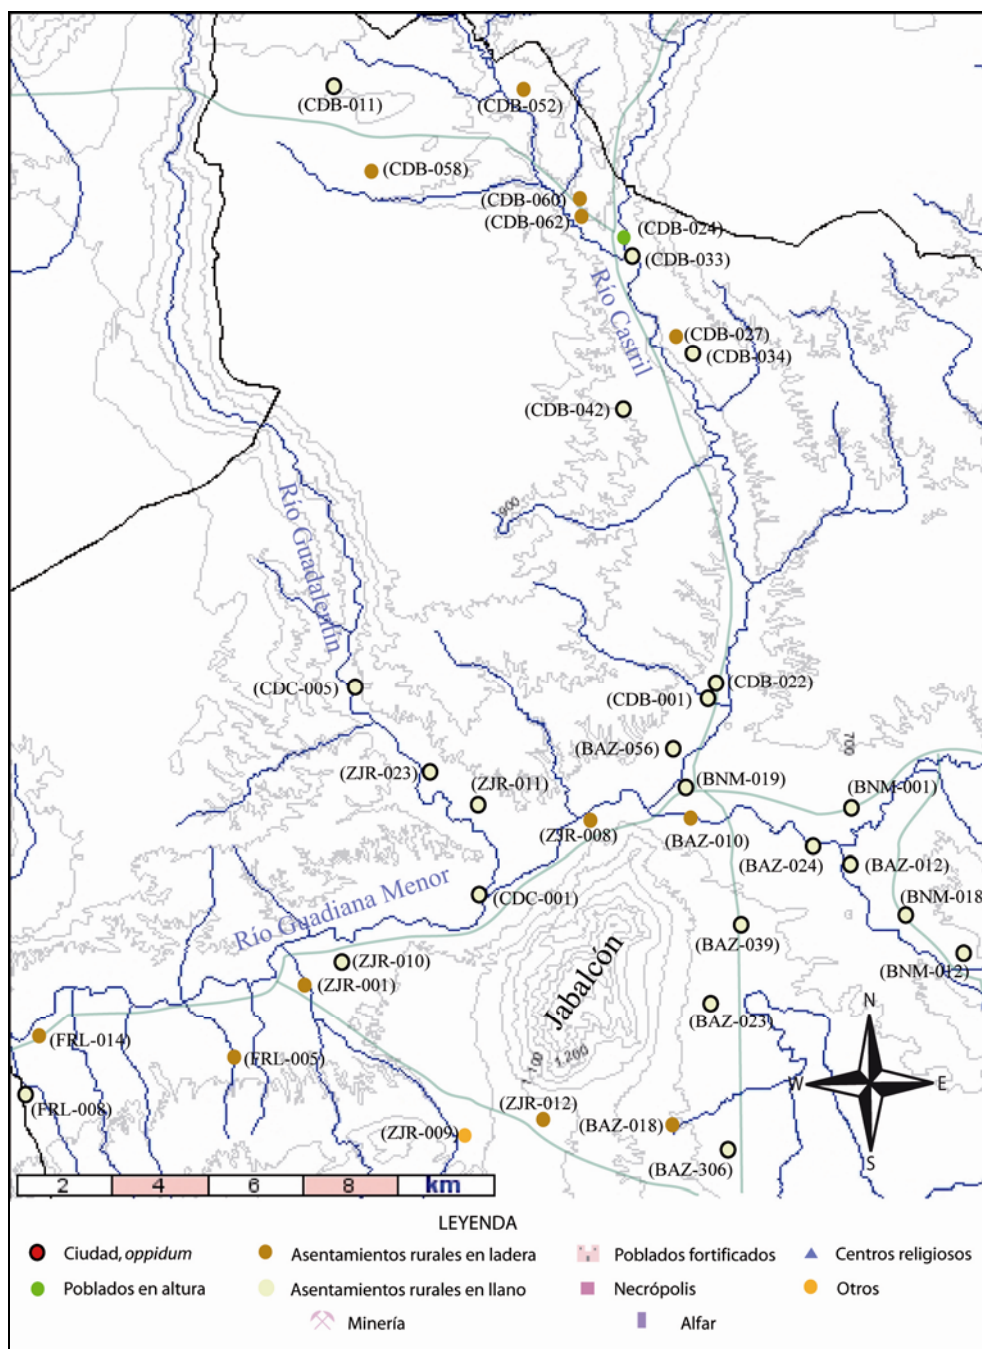 (CDB-011)
(CDB-052)
(CDB-058)
(CDB-060)
(CDB-062)
(CDB-024)
(CDB-033)
Río Castril
(CDB-027)
(CDB-034)
(CDB-042)
900
Río Guadalentín
(CDC-005)
(CDB-022)
(CDB-001)
(BAZ-056)
700
(ZJR-023)
(ZJR-011)
(BNM-019)
(BNM-001)
(ZJR-008)
(BAZ-010)
(BAZ-024)
(BAZ-012)
(CDC-001)
(BNM-018)
Río Guadiana Menor
(BAZ-039)
(ZJR-010)
(BNM-012)
(ZJR-001)
Jabalcón
(BAZ-023)
N
(FRL-014)
(FRL-005)
1.100
1.200
W
E
(FRL-008)
(ZJR-012)
(BAZ-018)
(ZJR-009)
(BAZ-306)
S
2 4 6 8 km
LEYENDA
Ciudad, oppidum
Asentamientos rurales en ladera
Poblados fortificados
Centros religiosos
Poblados en altura
Asentamientos rurales en llano
Necrópolis
Otros
Minería
Alfar